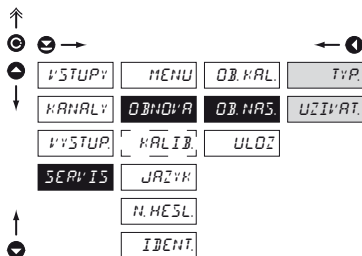 VSTUPY MENU OB. KAL. TYP.
KANALY OBNOVA OB. NAS. UZIVAT.
VYSTUP. KALIB. ULOZ
SERVIS JAZYK
N. HESL.
IDENT.